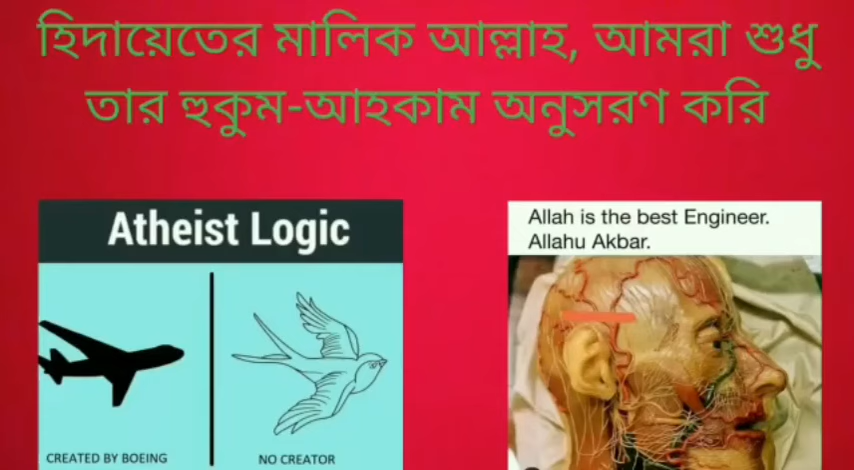 হিদায়েতের মালিক আল্লাহ, আমরা শুধু
তার হুকুম-আহকাম অনুসরণ করি
Atheist Logic
CREATED BY BOEING
NO CREATOR
Allah is the best Engineer.
Allahu Akbar.